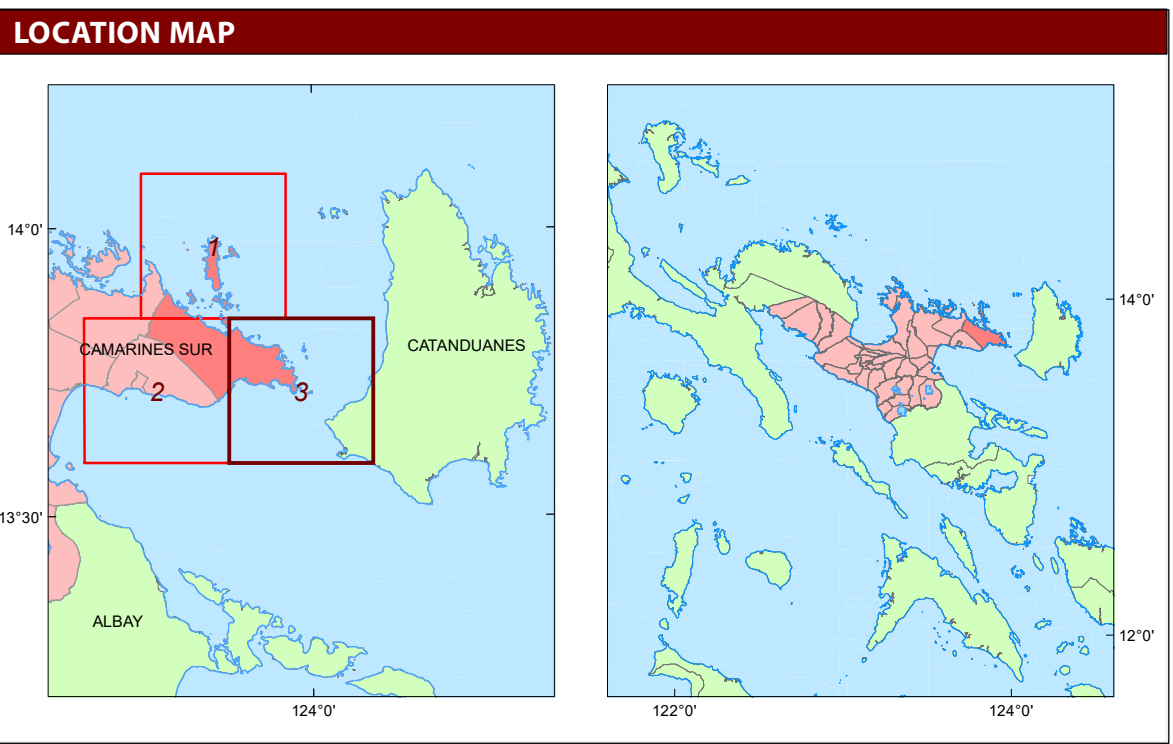 LOCATION MAP
14°0'
1
CAMARINES SUR
CATANDUANES
2
3
13°30'
ALBAY
124°0'
14°0'
12°0'
122°0'
124°0'